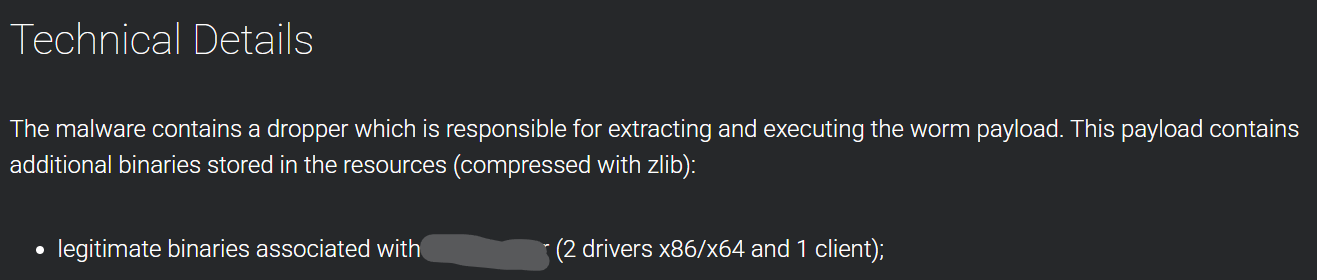 Technical Details
The malware contains a dropper which is responsible for extracting and executing the worm payload. This payload contains
additional binaries stored in the resources (compressed with zlib):
• legitimate binaries associated with (2 drivers x86/x64 and 1 client);